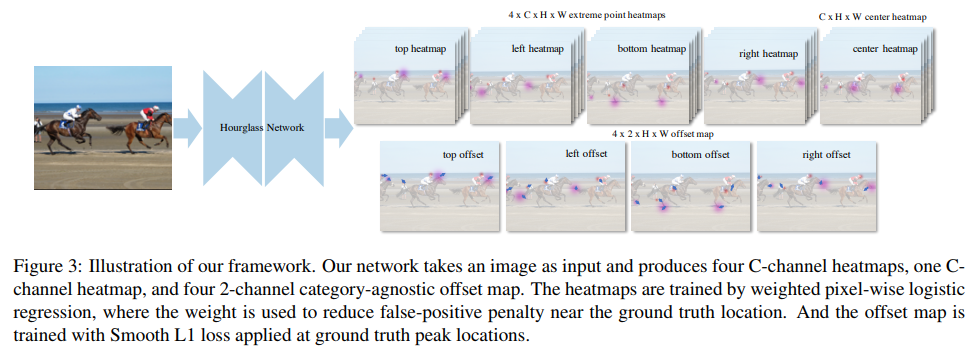 4 x C x H x W extreme point heatmaps
C x H x W center heatmap
top heatmap
left heatmap
bottom heatmap
right heatmap
center heatmap
Hourglass Network
4 x 2 x H x W offset map
top offset
left offset
bottom offset
right offset
Figure 3: Illustration of our framework. Our network takes an image as input and produces four C-channel heatmaps, one C-
channel heatmap, and four 2-channel category-agnostic offset map. The heatmaps are trained by weighted pixel-wise logistic
regression, where the weight is used to reduce false-positive penalty near the ground truth location. And the offset map is
trained with Smooth L1 loss applied at ground truth peak locations.